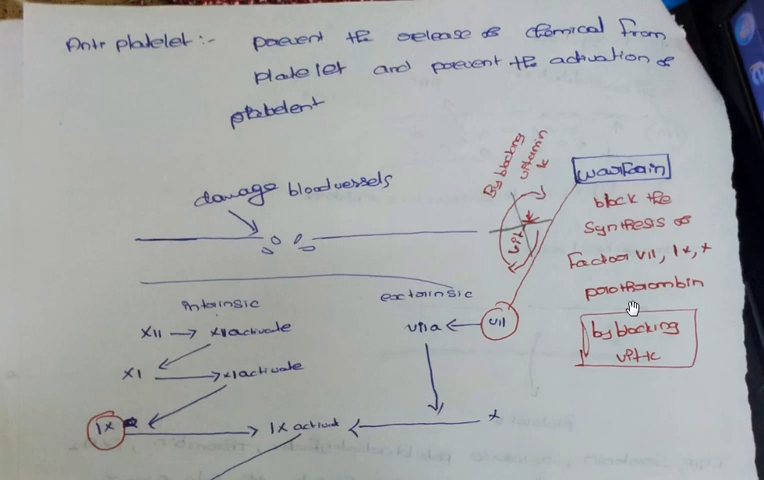 Anti platelet :- prevent the release of chemical from
platelet and prevent the activation of
platelent
By blocking
vitamin
k
warfarin
damage bloodvessels
block the
synthesis of
Factor VII, IX, X
prothrombin
vit k
by blocking
vit k
intrinsic
extrinsic
XII → XII activate
VIIa ← VII
XI → XI activate
IX → IX activat ← X